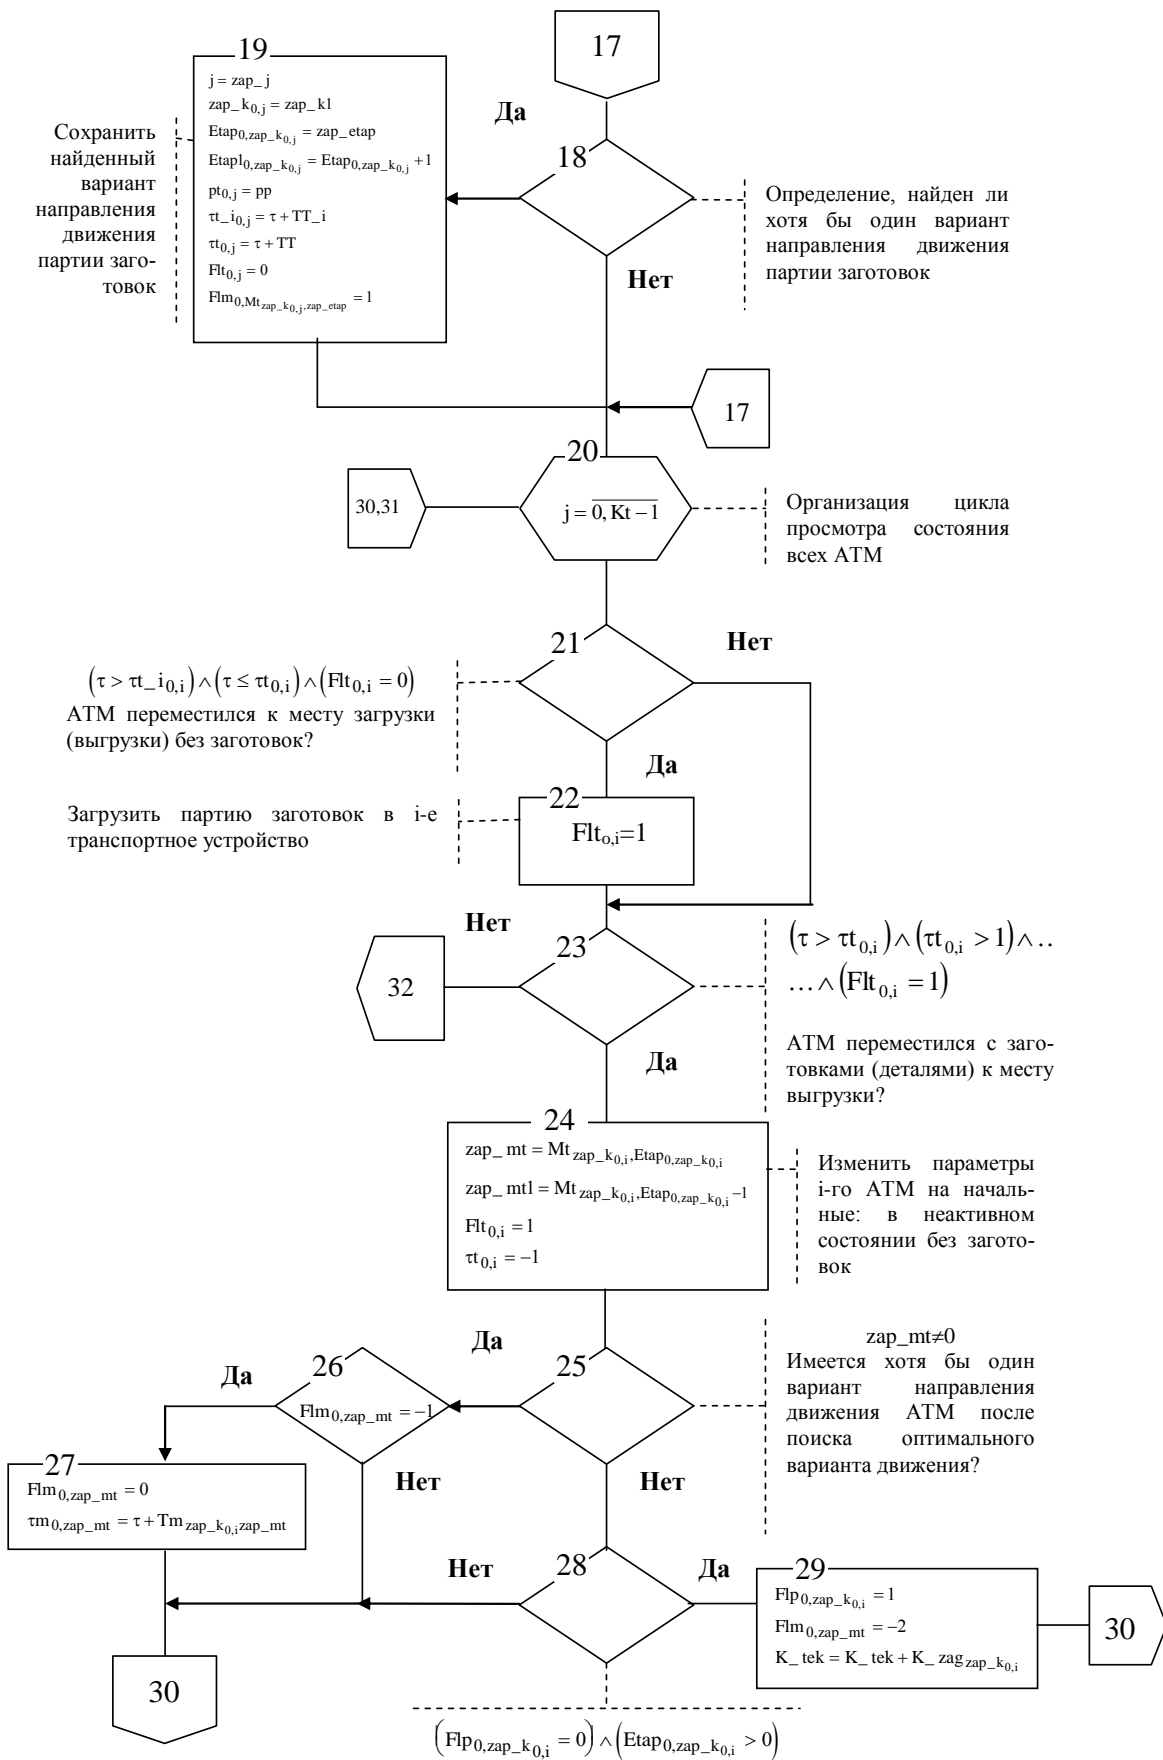 17
19
j = zap_j
zap_k0,j = zap_k1
Etap0,zap_k0,j = zap_etap
Etap10,zap_k0,j = Etap0,zap_k0,j + 1
pt0,j = pp
τt_i0,j = τ + TT_i
τt0,j = τ + TT
Flt0,j = 0
Flm0,Mtzap_k0,j,zap_etap = 1
Сохранить
найденный
вариант
направления
движения
партии заго-
товок
Да
18
Определение, найден ли
хотя бы один вариант
направления движения
партии заготовок
Нет
17
20
30,31
j = 0, Kt − 1
Организация цикла
просмотра состояния
всех АТМ
21
Нет
(τ > τt_i0,i) ∧ (τ ≤ τt0,i) ∧ (Flt0,i = 0)
АТМ переместился к месту загрузки
(выгрузки) без заготовок?
Да
22
Flto,i=1
Загрузить партию заготовок в i-е
транспортное устройство
Нет
23
32
(τ > τt0,i) ∧ (τt0,i > 1) ∧ ..
... ∧ (Flt0,i = 1)
АТМ переместился с заго-
товками (деталями) к месту
выгрузки?
Да
24
zap_mt = Mtzap_k0,i,Etap0,zap_k0,i
zap_mt1 = Mtzap_k0,i,Etap0,zap_k0,i−1
Flt0,i = 1
τt0,i = −1
Изменить параметры
i-го АТМ на началь-
ные: в неактивном
состоянии без загото-
вок
Да
25
zap_mt≠0
Имеется хотя бы один
вариант направления
движения АТМ после
поиска оптимального
варианта движения?
Да
26
Flm0,zap_mt = −1
Нет
Нет
27
Flm0,zap_mt = 0
τm0,zap_mt = τ + Tmzap_k0,izap_mt
Нет
28
Да
29
Flp0,zap_k0,i = 1
Flm0,zap_mt = −2
K_tek = K_tek + K_zagzap_k0,i
30
30
(Flp0,zap_k0,i = 0) ∧ (Etap0,zap_k0,i > 0)